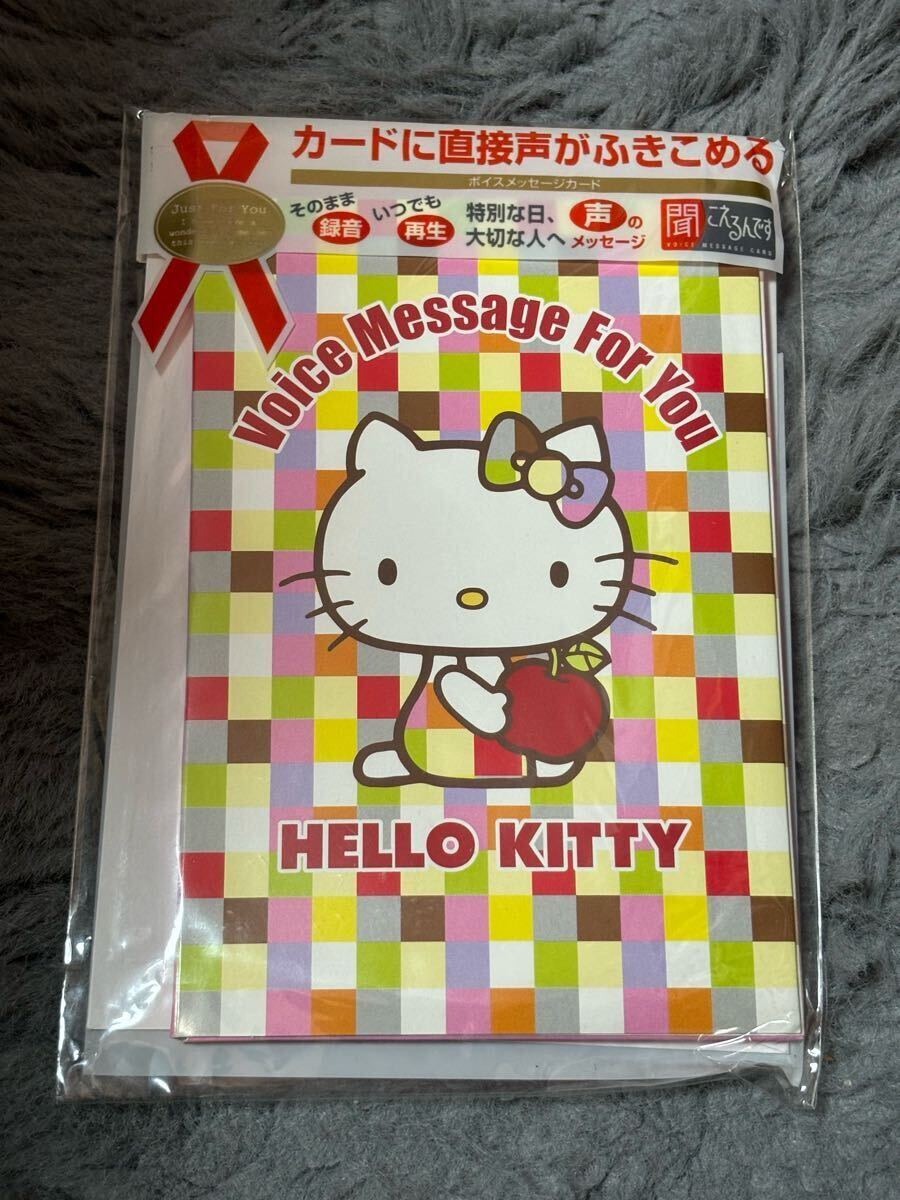 カードに直接声がふきこめる
ボイスメッセージカード
Just For You
そのまま
録音
いつでも
再生
特別な日、
大切な人へ
声の
メッセージ
聞こえるんです
VOICE MESSAGE CARD
Voice Message For You
HELLO KITTY